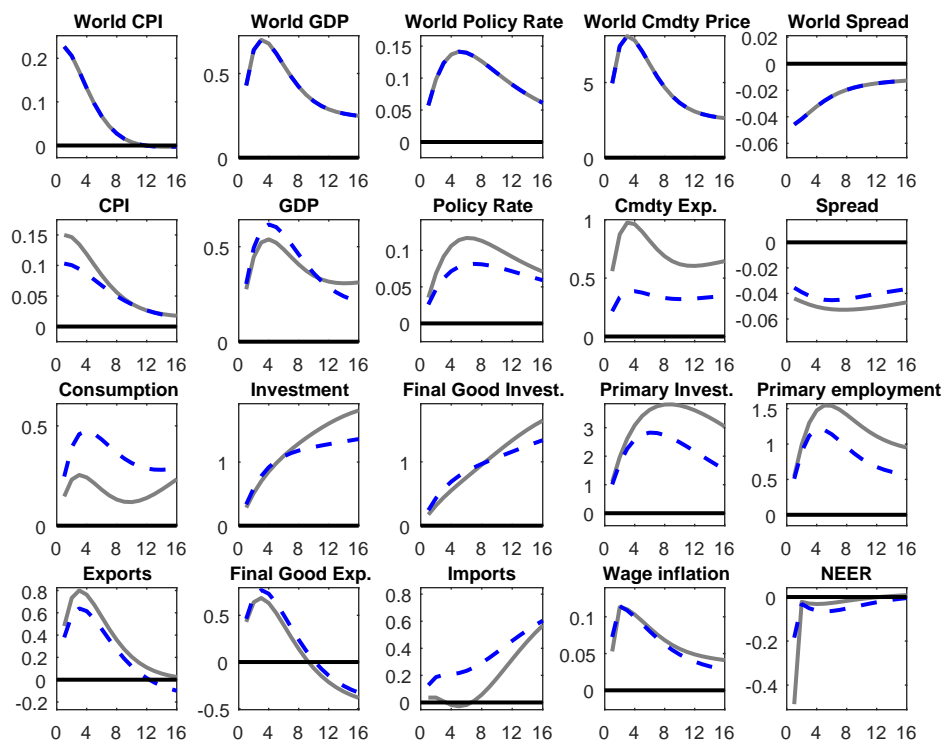 World CPI World GDP World Policy Rate World Cmdty Price World Spread
0.2
0.1
0
0 4 8 12 16
0.5
0
0 4 8 12 16
0.15
0.1
0.05
0
0 4 8 12 16
5
0
0 4 8 12 16
0.02
0
-0.02
-0.04
-0.06
0 4 8 12 16
CPI GDP Policy Rate Cmdty Exp. Spread
0.15
0.1
0.05
0
0 4 8 12 16
0.5
0
0 4 8 12 16
0.15
0.1
0.05
0
0 4 8 12 16
1
0.5
0
0 4 8 12 16
0
-0.02
-0.04
-0.06
0 4 8 12 16
Consumption Investment Final Good Invest. Primary Invest. Primary employment
0.5
0
0 4 8 12 16
1
0
0 4 8 12 16
1
0
0 4 8 12 16
3
2
1
0
0 4 8 12 16
1.5
1.0
0.5
0
0 4 8 12 16
Exports Final Good Exp. Imports Wage inflation NEER
0.8
0.6
0.4
0.2
0
-0.2
0 4 8 12 16
0.5
0
-0.5
0 4 8 12 16
0.8
0.6
0.4
0.2
0
0 4 8 12 16
0.1
0.05
0
0 4 8 12 16
0
-0.2
-0.4
0 4 8 12 16